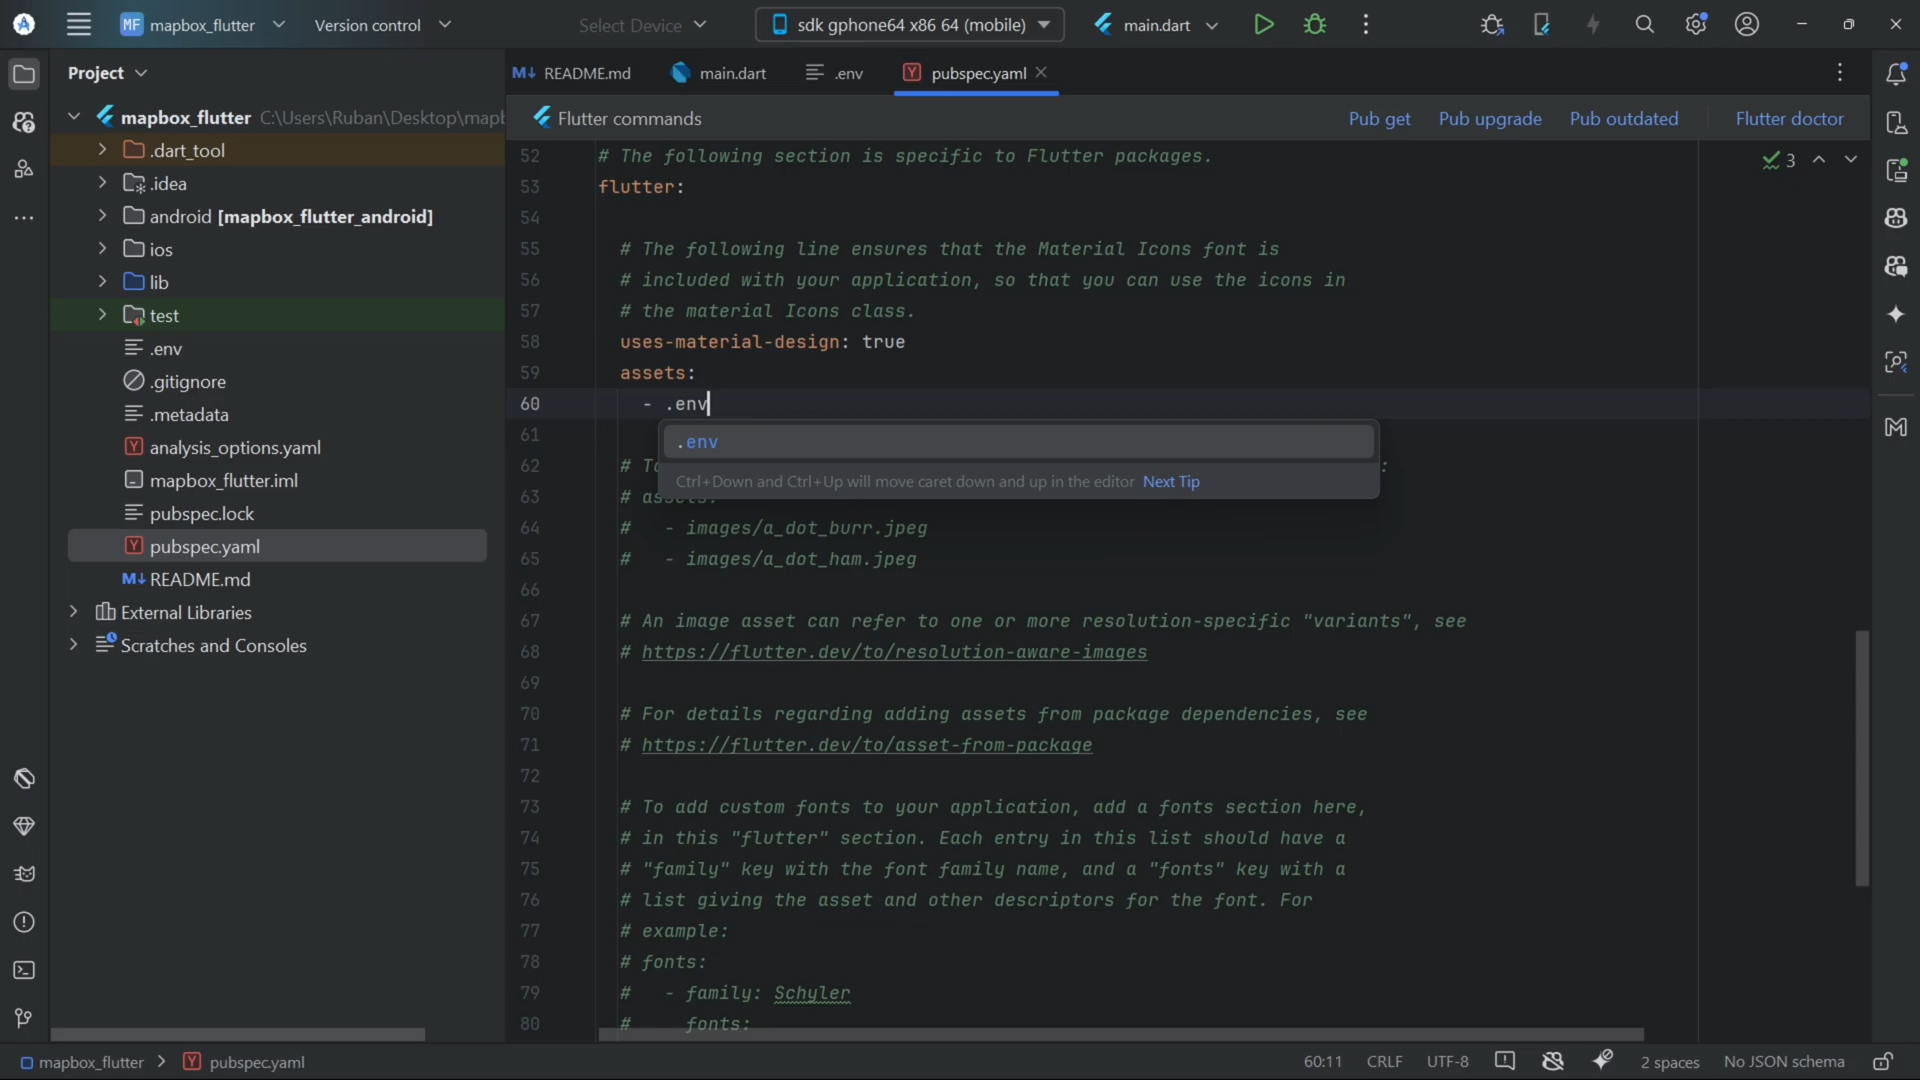 MF mapbox_flutter Version control Select Device sdk gphone64 x86 64 (mobile) main.dart
Project
README.md main.dart .env pubspec.yaml
mapbox_flutter C:\Users\Ruban\Desktop\mapb
Flutter commands Pub get Pub upgrade Pub outdated Flutter doctor
.dart_tool
.idea
android [mapbox_flutter_android]
ios
lib
test
.env
.gitignore
.metadata
analysis_options.yaml
mapbox_flutter.iml
pubspec.lock
pubspec.yaml
README.md
External Libraries
Scratches and Consoles
3
52 # The following section is specific to Flutter packages.
53 flutter:
54
55 # The following line ensures that the Material Icons font is
56 # included with your application, so that you can use the icons in
57 # the material Icons class.
58 uses-material-design: true
59 assets:
60 - .env
61
.env
62 # To :
Ctrl+Down and Ctrl+Up will move caret down and up in the editor Next Tip
63 # assets:
64 # - images/a_dot_burr.jpeg
65 # - images/a_dot_ham.jpeg
66
67 # An image asset can refer to one or more resolution-specific "variants", see
68 # https://flutter.dev/to/resolution-aware-images
69
70 # For details regarding adding assets from package dependencies, see
71 # https://flutter.dev/to/asset-from-package
72
73 # To add custom fonts to your application, add a fonts section here,
74 # in this "flutter" section. Each entry in this list should have a
75 # "family" key with the font family name, and a "fonts" key with a
76 # list giving the asset and other descriptors for the font. For
77 # example:
78 # fonts:
79 # - family: Schyler
80 # fonts:
mapbox_flutter pubspec.yaml 60:11 CRLF UTF-8 2 spaces No JSON schema